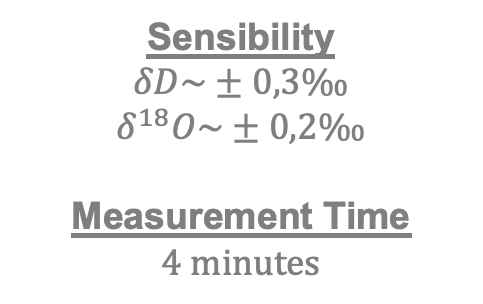 Sensibility
δD~ ± 0,3‰
δ¹⁸O~ ± 0,2‰
Measurement Time
4 minutes